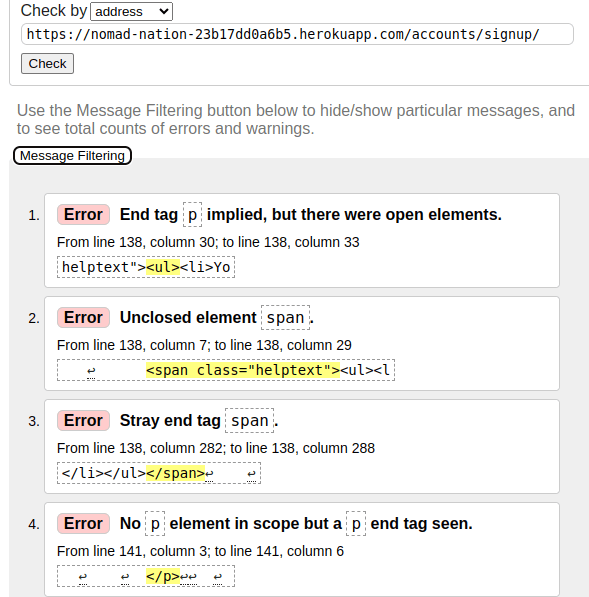 Check by address
https://nomad-nation-23b17dd0a6b5.herokuapp.com/accounts/signup/
Check
Use the Message Filtering button below to hide/show particular messages, and
to see total counts of errors and warnings.
Message Filtering
1. Error End tag p implied, but there were open elements.
From line 138, column 30; to line 138, column 33
helptext"><ul><li>Yo
2. Error Unclosed element span.
From line 138, column 7; to line 138, column 29
↩ <span class="helptext"><ul><l
3. Error Stray end tag span.
From line 138, column 282; to line 138, column 288
</li></ul></span>↩ ↩
4. Error No p element in scope but a p end tag seen.
From line 141, column 3; to line 141, column 6
↩ ↩ </p>↩↩ ↩